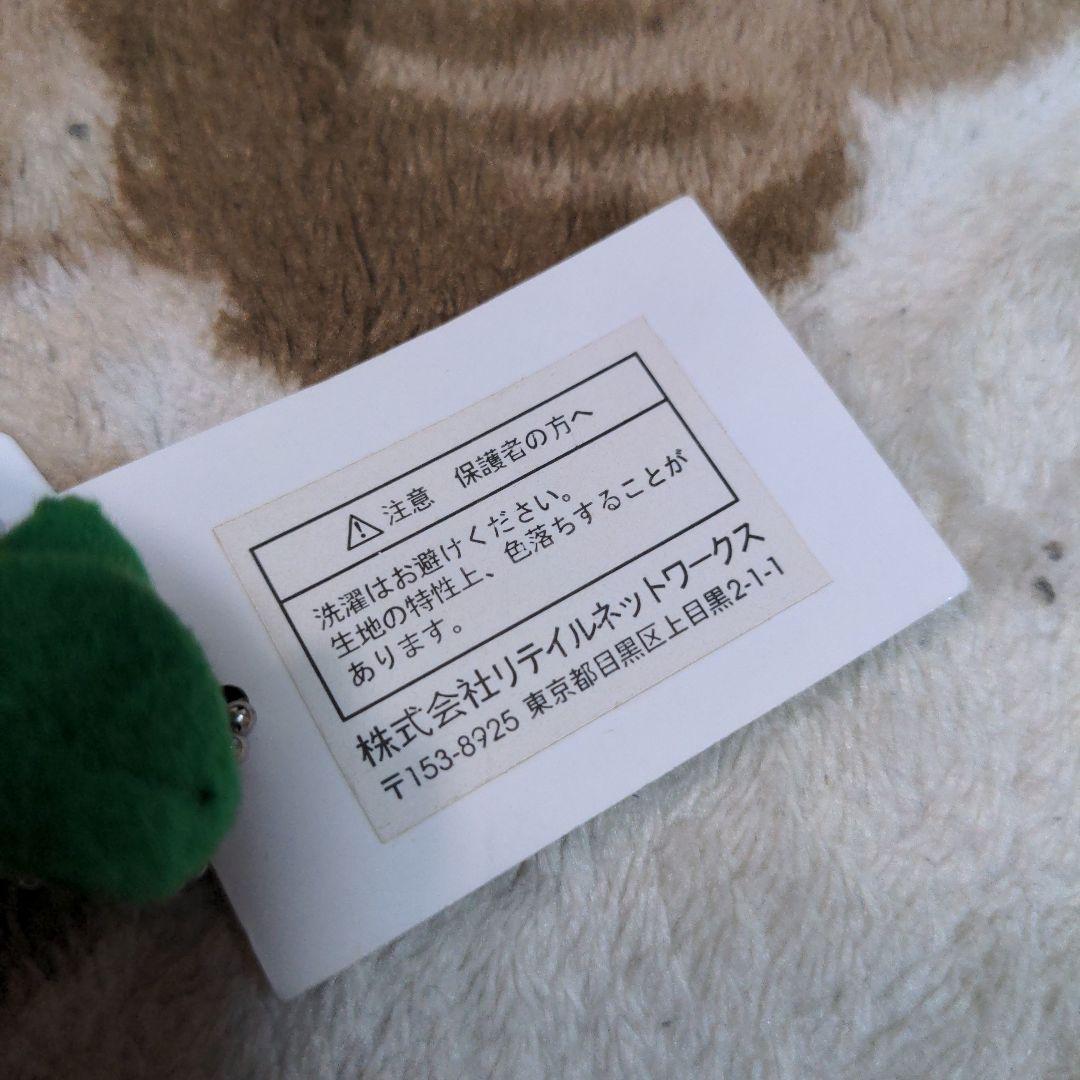 ⚠注意 保護者の方へ
洗濯はお避けください。
生地の特性上、色落ちすることが
あります。
株式会社リテイルネットワークス
〒153-8925 東京都目黒区上目黒2-1-1